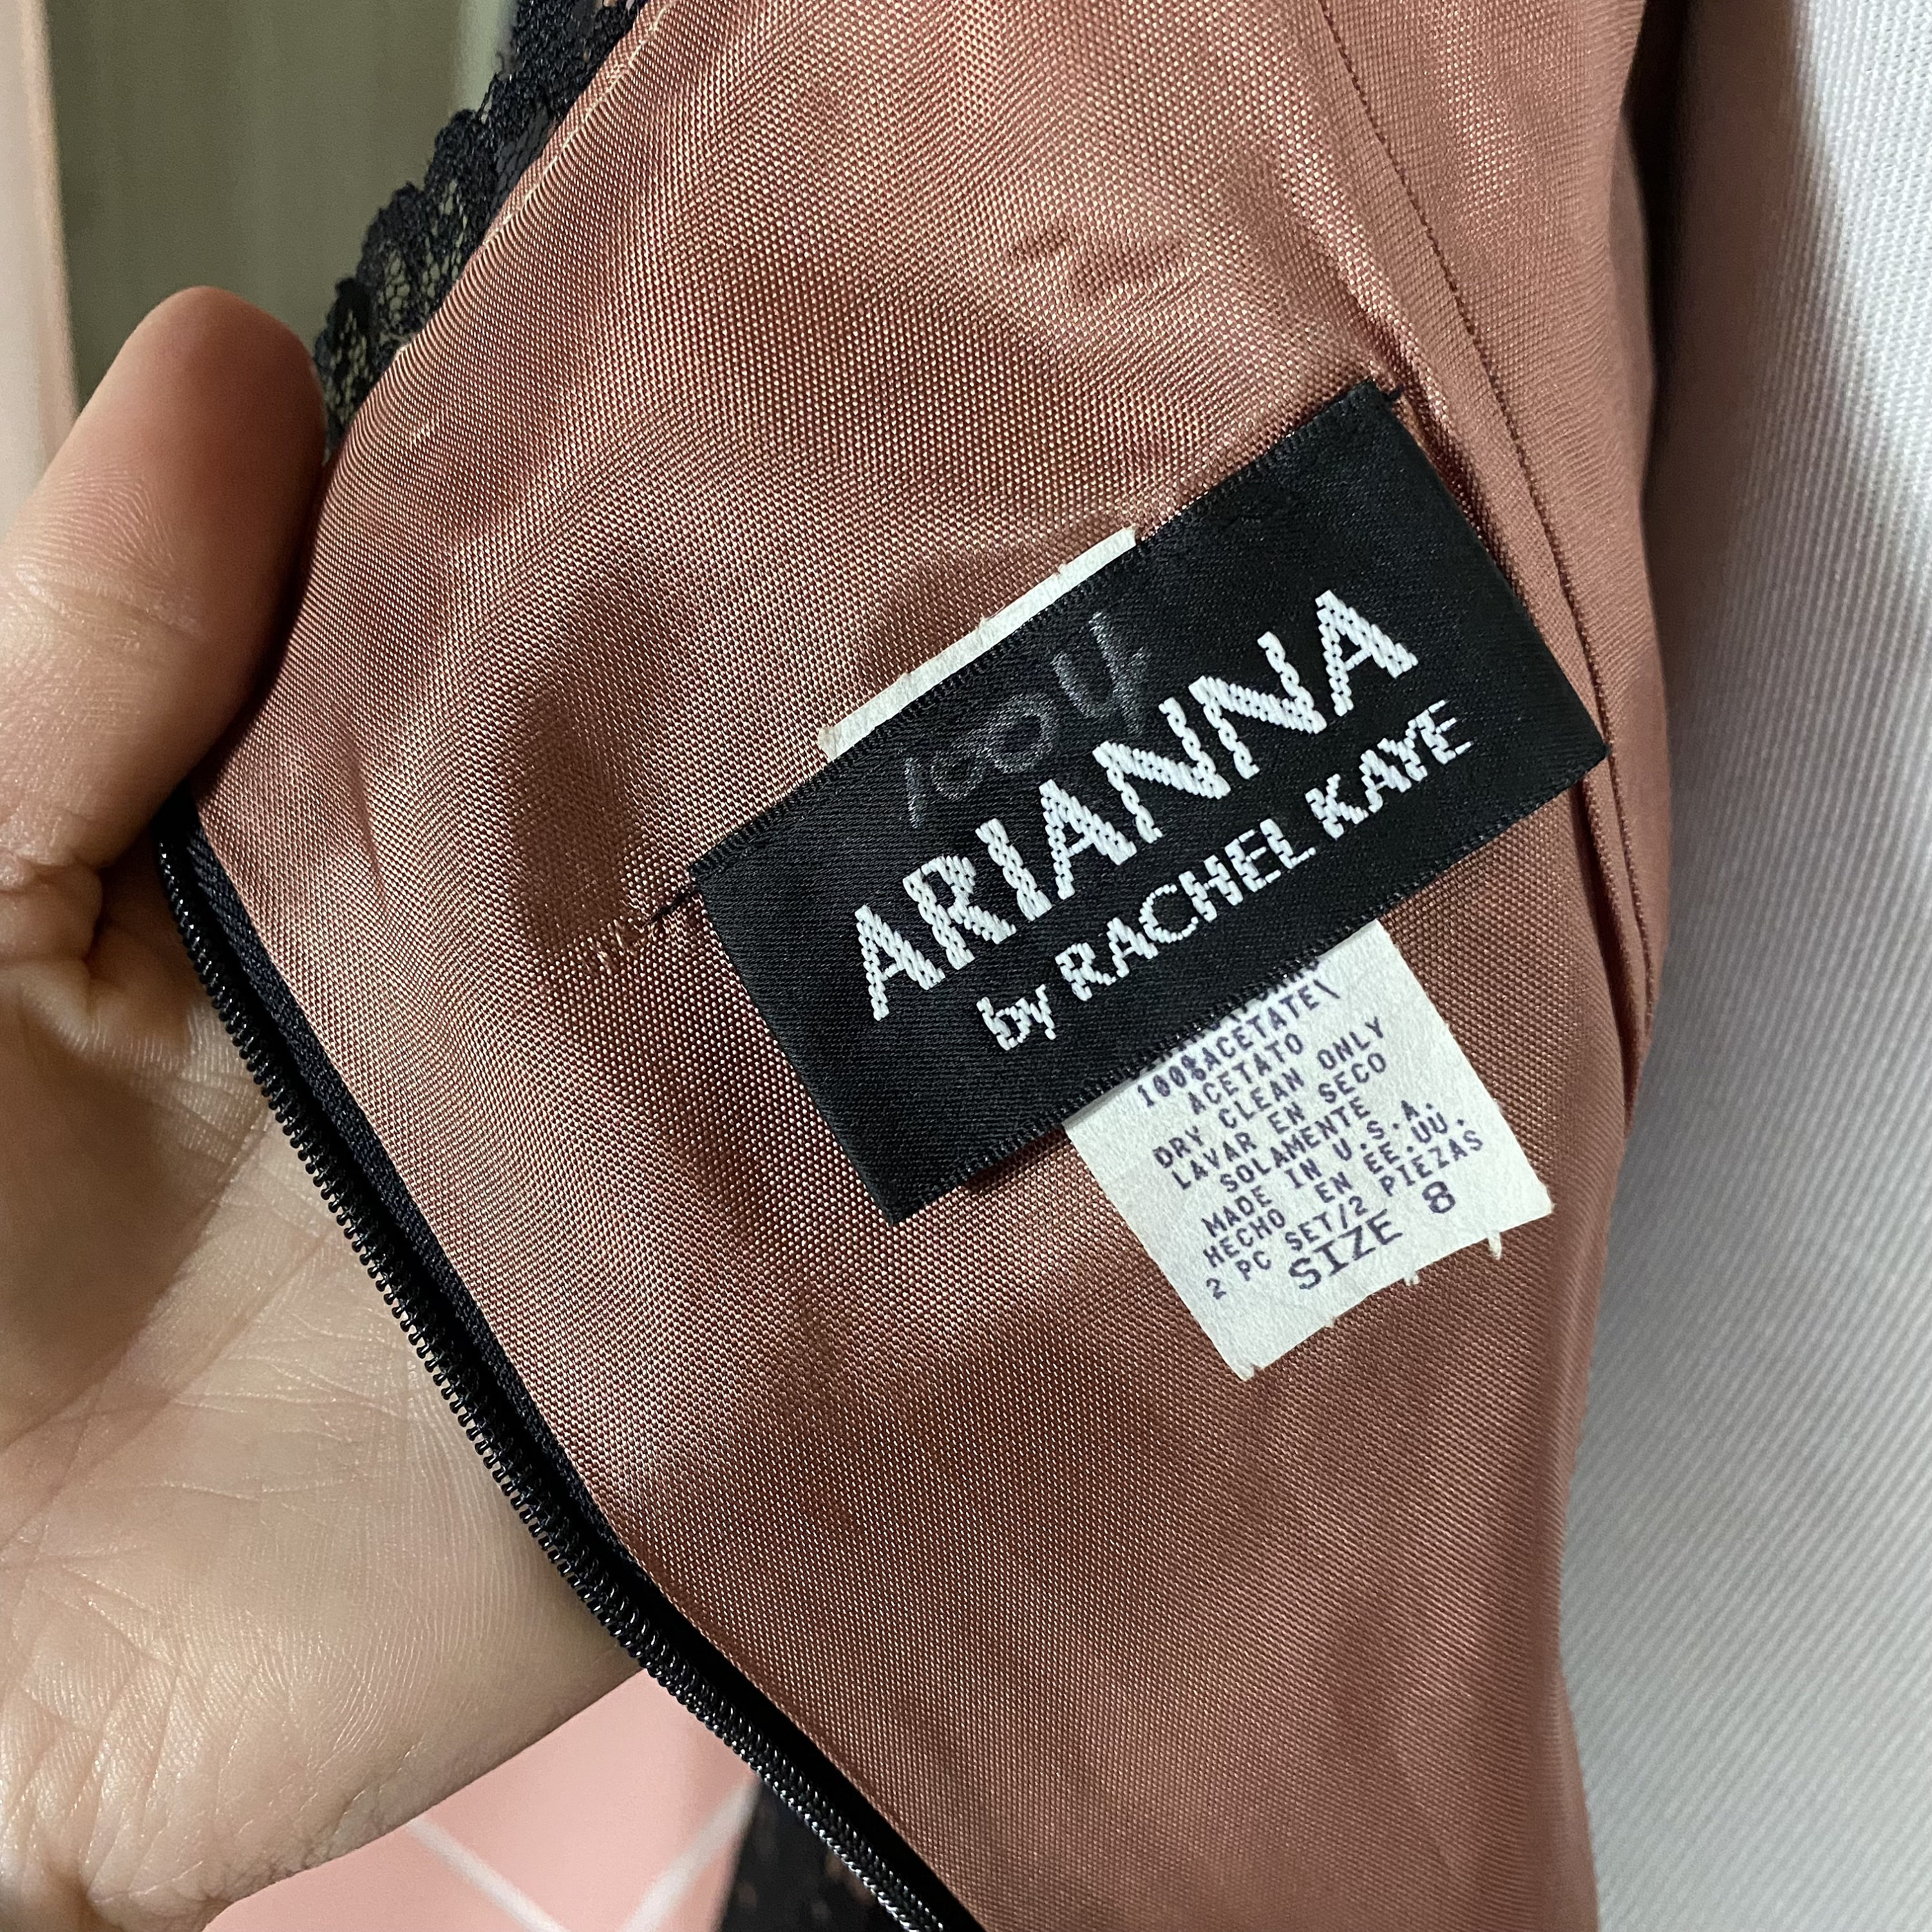 1004
ARIANNA
by RACHEL KAYE
100%ACETATE\
ACETATO
DRY CLEAN ONLY
LAVAR EN SECO
SOLAMENTE
MADE IN U.S.A.
HECHO EN EE.UU.
2 PC SET/2 PIEZAS
SIZE 8